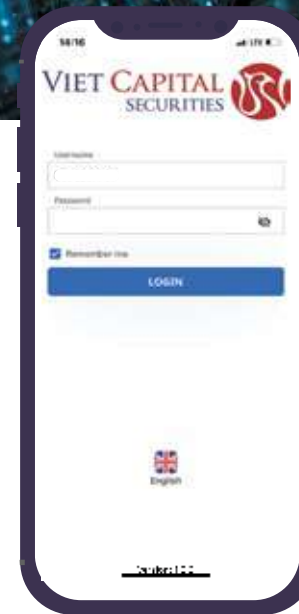 VIET CAPITAL
SECURITIES
Username
Password
Remember me
LOGIN
English